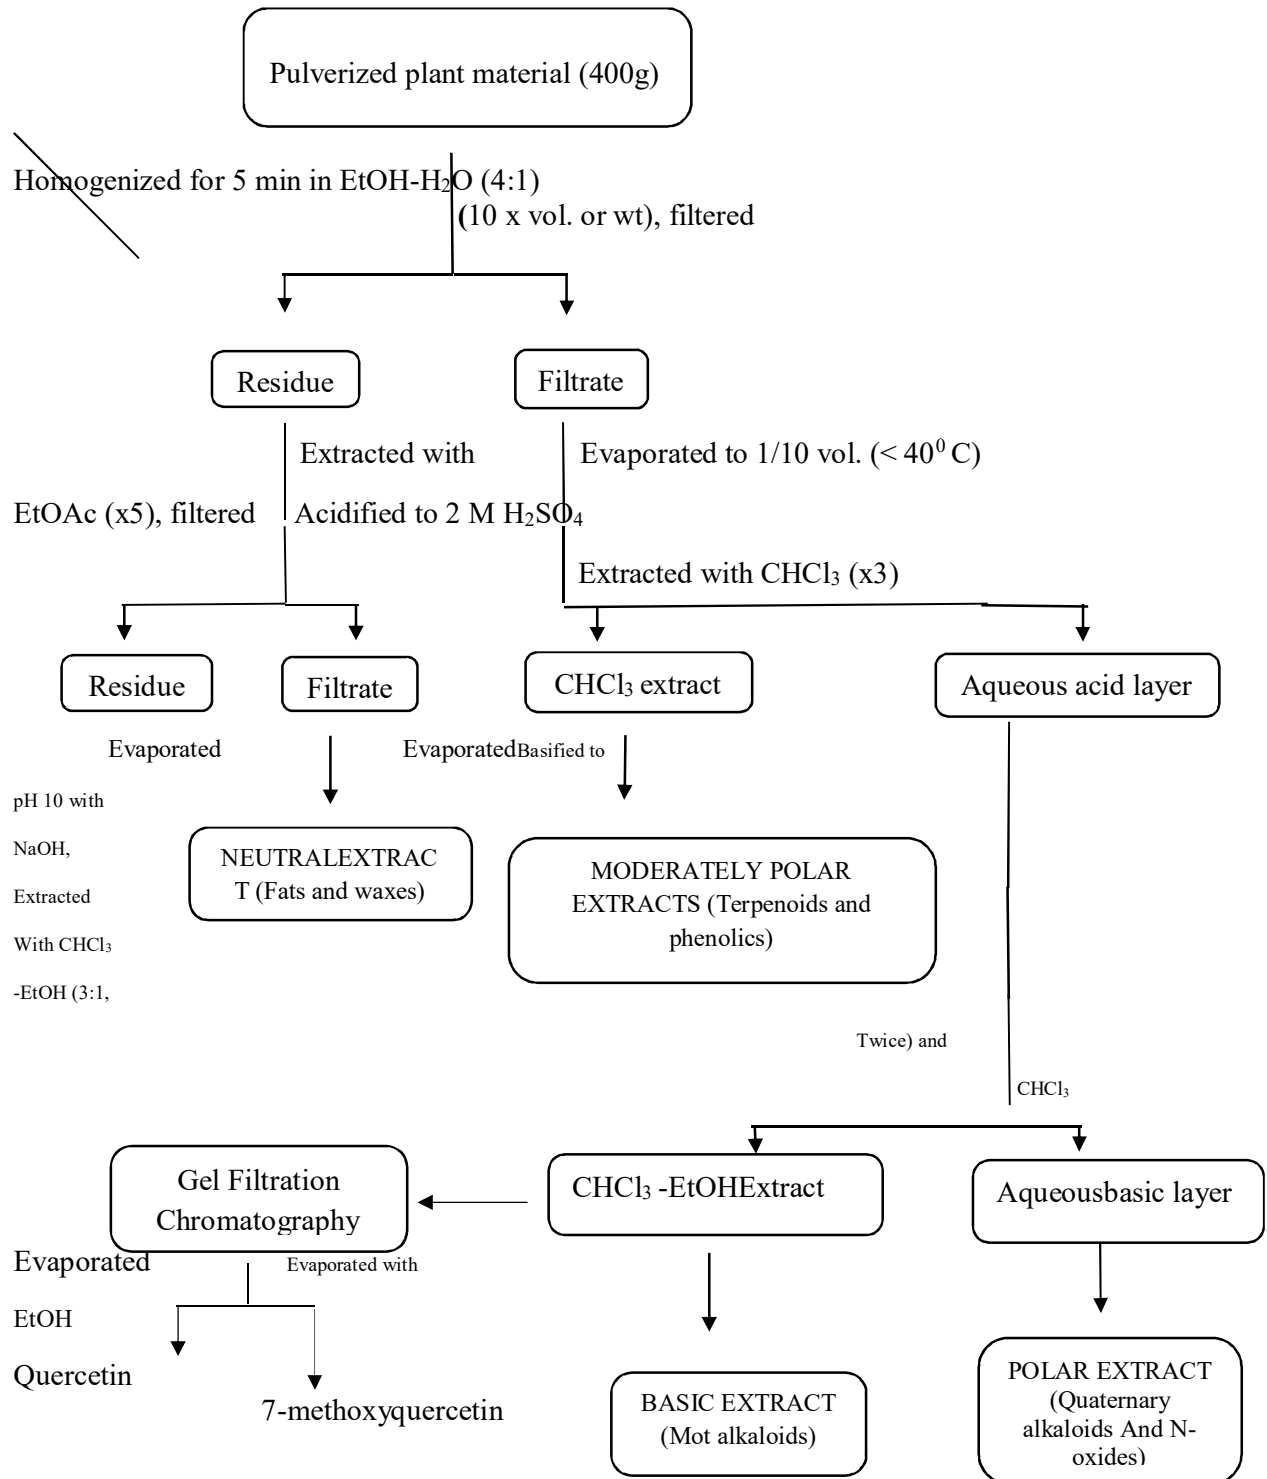 Pulverized plant material (400g)
Homogenized for 5 min in EtOH-H₂O (4:1)
(10 x vol. or wt), filtered
Residue
Filtrate
Extracted with
Evaporated to 1/10 vol. (< 40⁰ C)
EtOAc (x5), filtered
Acidified to 2 M H₂SO₄
Extracted with CHCl₃ (x3)
Residue
Filtrate
CHCl₃ extract
Aqueous acid layer
Evaporated
EvaporatedBasified to
pH 10 with
NaOH,
Extracted
With CHCl₃
-EtOH (3:1,
NEUTRALEXTRAC
T (Fats and waxes)
MODERATELY POLAR
EXTRACTS (Terpenoids and
phenolics)
Twice) and
CHCl₃
Gel Filtration
Chromatography
CHCl₃ -EtOHExtract
Aqueousbasic layer
Evaporated
Evaporated with
EtOH
Quercetin
7-methoxyquercetin
BASIC EXTRACT
(Mot alkaloids)
POLAR EXTRACT
(Quaternary
alkaloids And N-
oxides)